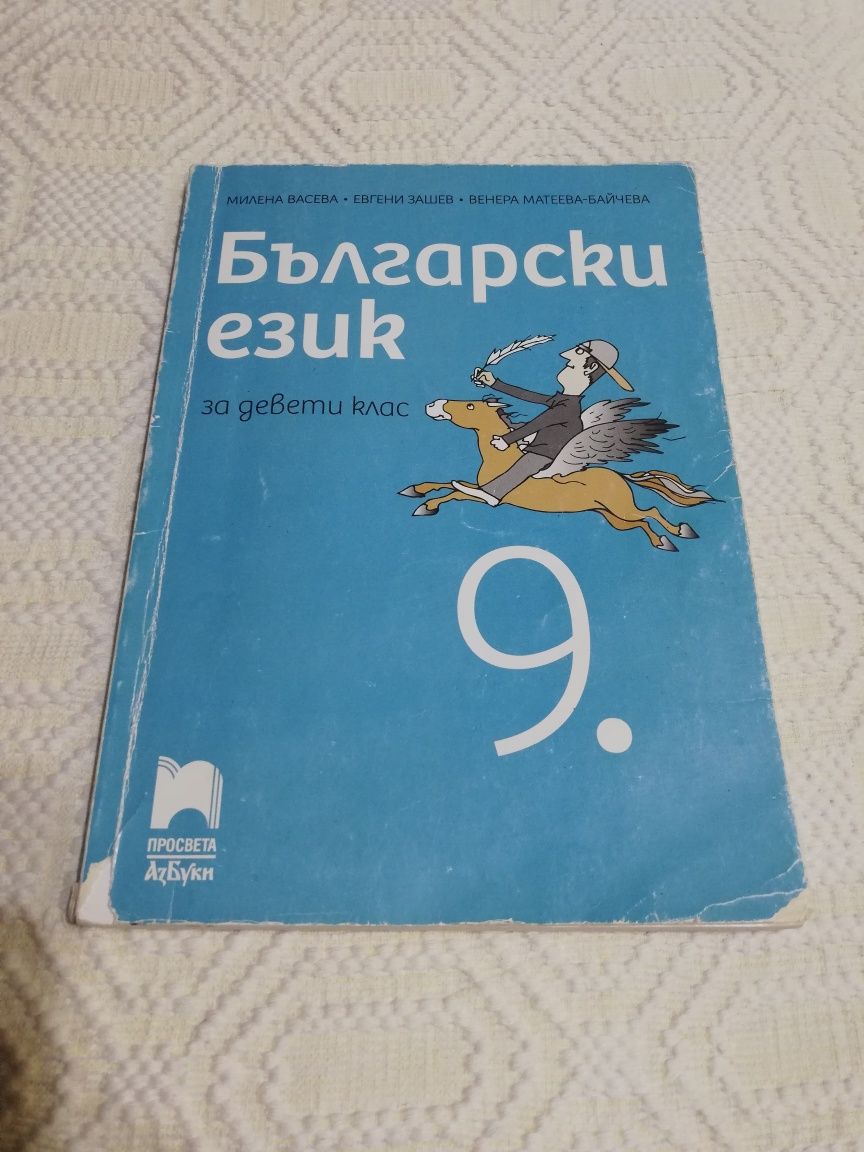 МИЛЕНА ВАСЕВА • ЕВГЕНИ ЗАШЕВ • ВЕНЕРА МАТЕЕВА-БАЙЧЕВА
Български
език
за девети клас
9.
ПРОСВЕТА
АзБуки